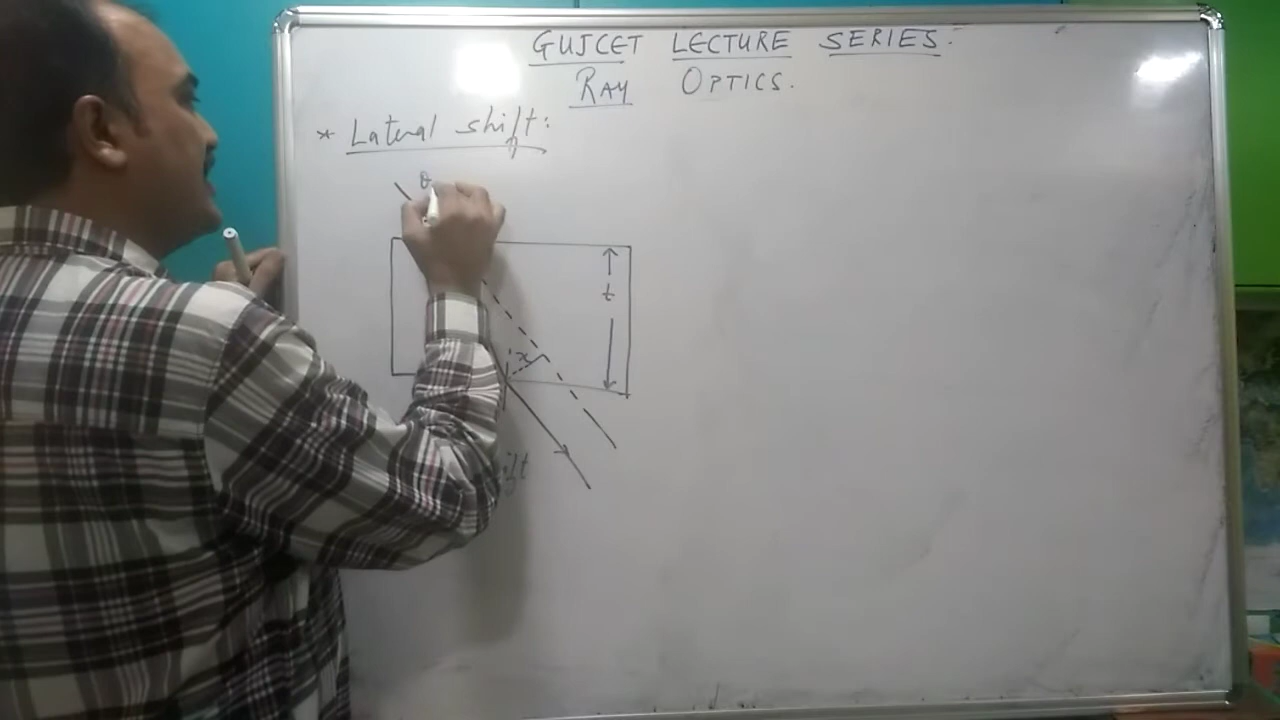 GUJCET LECTURE SERIES.
RAY OPTICS.
* Lateral shift:
θ
t
x